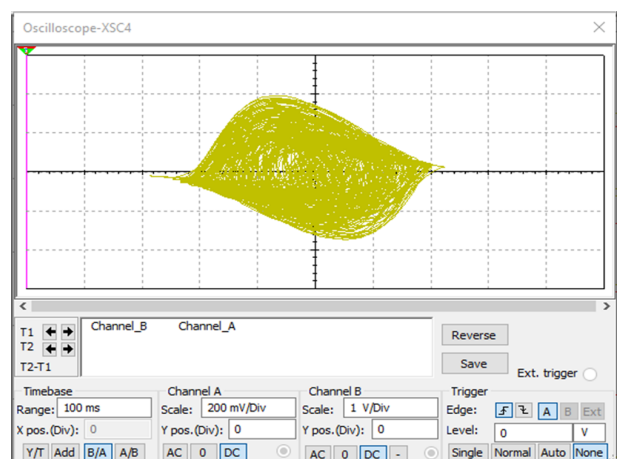 Oscilloscope-XSC4
T1
T2
T2-T1
Channel_B Channel_A
Reverse
Save
Ext. trigger
Timebase
Range: 100 ms
X pos.(Div): 0
Y/T Add B/A A/B
Channel A
Scale: 200 mV/Div
Y pos.(Div): 0
AC 0 DC
Channel B
Scale: 1 V/Div
Y pos.(Div): 0
AC 0 DC -
Trigger
Edge: A B Ext
Level: 0 V
Single Normal Auto None